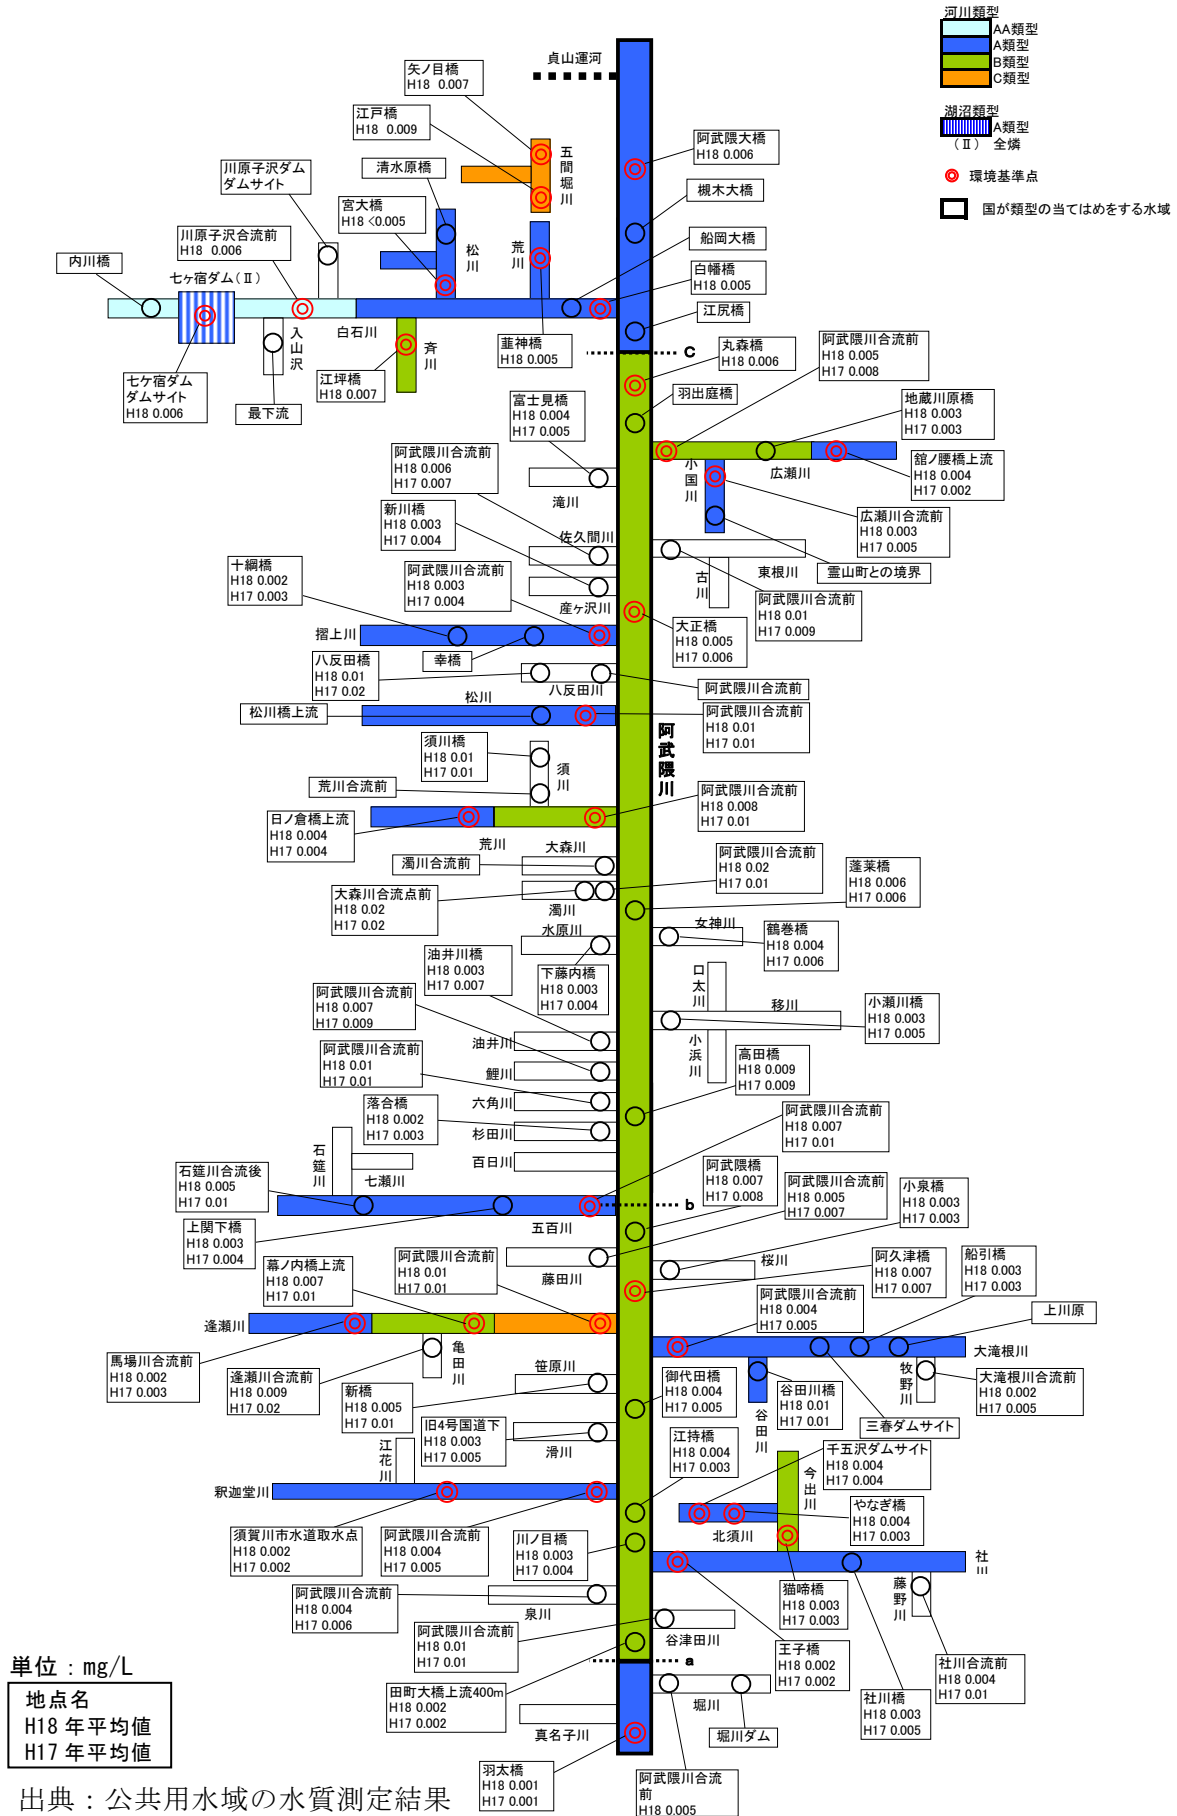 河川類型
AA類型
A類型
B類型
C類型
湖沼類型
A類型
(Ⅱ) 全燐
環境基準点
国が類型の当てはめをする水域
貞山運河
矢ノ目橋
H18 0.007
江戸橋
H18 0.009
五間堀川
清水原橋
川原子沢ダム
ダムサイト
宮大橋
H18 <0.005
川原子沢合流前
H18 0.006
内川橋
七ヶ宿ダム(Ⅱ)
松川
荒川
阿武隈大橋
H18 0.006
槻木大橋
船岡大橋
白幡橋
H18 0.005
江尻橋
入山沢
白石川
斉川
韮神橋
H18 0.005
七ケ宿ダム
ダムサイト
H18 0.006
最下流
江坪橋
H18 0.007
c
丸森橋
H18 0.006
羽出庭橋
阿武隈川合流前
H18 0.005
H17 0.008
地蔵川原橋
H18 0.003
H17 0.003
富士見橋
H18 0.004
H17 0.005
滝川
小国川
広瀬川
舘ノ腰橋上流
H18 0.004
H17 0.002
阿武隈川合流前
H18 0.006
H17 0.007
新川橋
H18 0.003
H17 0.004
佐久間川
広瀬川合流前
H18 0.003
H17 0.005
霊山町との境界
十綱橋
H18 0.002
H17 0.003
阿武隈川合流前
H18 0.003
H17 0.004
産ヶ沢川
古川
東根川
阿武隈川合流前
H18 0.01
H17 0.009
摺上川
大正橋
H18 0.005
H17 0.006
八反田橋
H18 0.01
H17 0.02
幸橋
八反田川
阿武隈川合流前
松川
松川橋上流
阿武隈川合流前
H18 0.01
H17 0.01
阿武隈川
須川橋
H18 0.01
H17 0.01
須川
荒川合流前
日ノ倉橋上流
H18 0.004
H17 0.004
阿武隈川合流前
H18 0.008
H17 0.01
荒川
大森川
濁川合流前
大森川合流点前
H18 0.02
H17 0.02
濁川
阿武隈川合流前
H18 0.02
H17 0.01
蓬莱橋
H18 0.006
H17 0.006
水原川
女神川
鶴巻橋
H18 0.004
H17 0.006
油井川橋
H18 0.003
H17 0.007
下藤内橋
H18 0.003
H17 0.004
阿武隈川合流前
H18 0.007
H17 0.009
口太川
移川
小瀬川橋
H18 0.003
H17 0.005
阿武隈川合流前
H18 0.01
H17 0.01
油井川
小浜川
高田橋
H18 0.009
H17 0.009
鯉川
六角川
落合橋
H18 0.002
H17 0.003
杉田川
阿武隈川合流前
H18 0.007
H17 0.01
石筵川
七瀬川
百日川
石筵川合流後
H18 0.005
H17 0.01
阿武隈橋
H18 0.007
H17 0.008
阿武隈川合流前
H18 0.005
H17 0.007
小泉橋
H18 0.003
H17 0.003
b
五百川
上関下橋
H18 0.003
H17 0.004
幕ノ内橋上流
H18 0.007
H17 0.01
阿武隈川合流前
H18 0.01
H17 0.01
藤田川
桜川
阿久津橋
H18 0.007
H17 0.007
船引橋
H18 0.003
H17 0.003
阿武隈川合流前
H18 0.004
H17 0.005
上川原
逢瀬川
大滝根川
馬場川合流前
H18 0.002
H17 0.003
逢瀬川合流前
H18 0.009
H17 0.02
亀田川
新橋
H18 0.005
H17 0.01
笹原川
御代田橋
H18 0.004
H17 0.005
谷田川
谷田川橋
H18 0.01
H17 0.01
牧野川
大滝根川合流前
H18 0.002
H17 0.005
三春ダムサイト
旧4号国道下
H18 0.003
H17 0.005
滑川
江花川
江持橋
H18 0.004
H17 0.003
千五沢ダムサイト
H18 0.004
H17 0.004
今出川
釈迦堂川
やなぎ橋
H18 0.004
H17 0.003
北須川
須賀川市水道取水点
H18 0.002
H17 0.002
阿武隈川合流前
H18 0.004
H17 0.005
川ノ目橋
H18 0.003
H17 0.004
社川
猫啼橋
H18 0.003
H17 0.003
藤野川
阿武隈川合流前
H18 0.004
H17 0.006
泉川
阿武隈川合流前
H18 0.01
H17 0.01
谷津田川
王子橋
H18 0.002
H17 0.002
社川合流前
H18 0.004
H17 0.01
a
田町大橋上流400m
H18 0.002
H17 0.002
社川橋
H18 0.003
H17 0.005
堀川
堀川ダム
真名子川
羽太橋
H18 0.001
H17 0.001
阿武隈川合流
前
H18 0.005
単位：mg/L
地点名
H18 年平均値
H17 年平均値
出典：公共用水域の水質測定結果